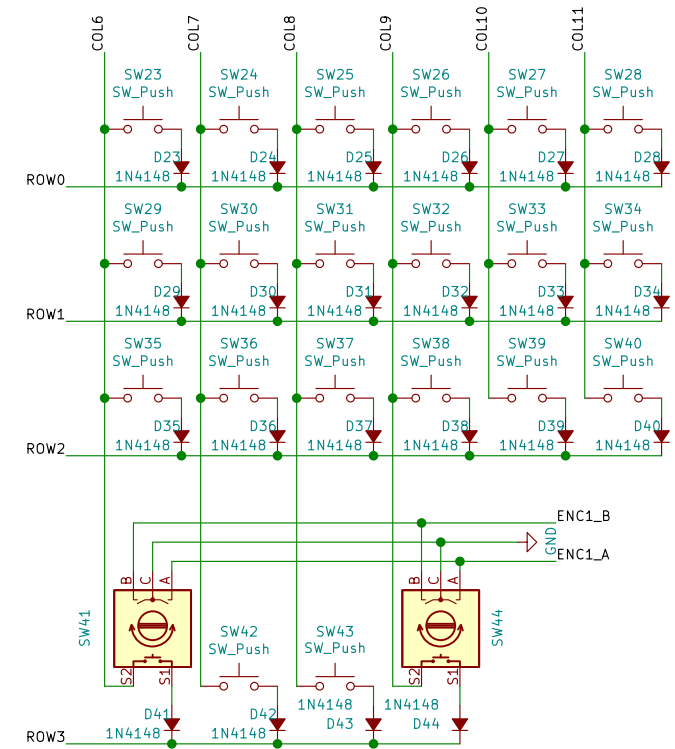 COL6 COL7 COL8 COL9 COL10 COL11
SW23 SW24 SW25 SW26 SW27 SW28
SW_Push SW_Push SW_Push SW_Push SW_Push SW_Push
D23 D24 D25 D26 D27 D28
ROW0 1N4148 1N4148 1N4148 1N4148 1N4148 1N4148
SW29 SW30 SW31 SW32 SW33 SW34
SW_Push SW_Push SW_Push SW_Push SW_Push SW_Push
D29 D30 D31 D32 D33 D34
ROW1 1N4148 1N4148 1N4148 1N4148 1N4148 1N4148
SW35 SW36 SW37 SW38 SW39 SW40
SW_Push SW_Push SW_Push SW_Push SW_Push SW_Push
D35 D36 D37 D38 D39 D40
ROW2 1N4148 1N4148 1N4148 1N4148 1N4148 1N4148
ENC1_B
GND
ENC1_A
B C A B C A
SW41 SW42 SW43 SW44
SW_Push SW_Push
S2 S1 S2 S1
1N4148 1N4148
D41 D42 D43 D44
ROW3 1N4148 1N4148